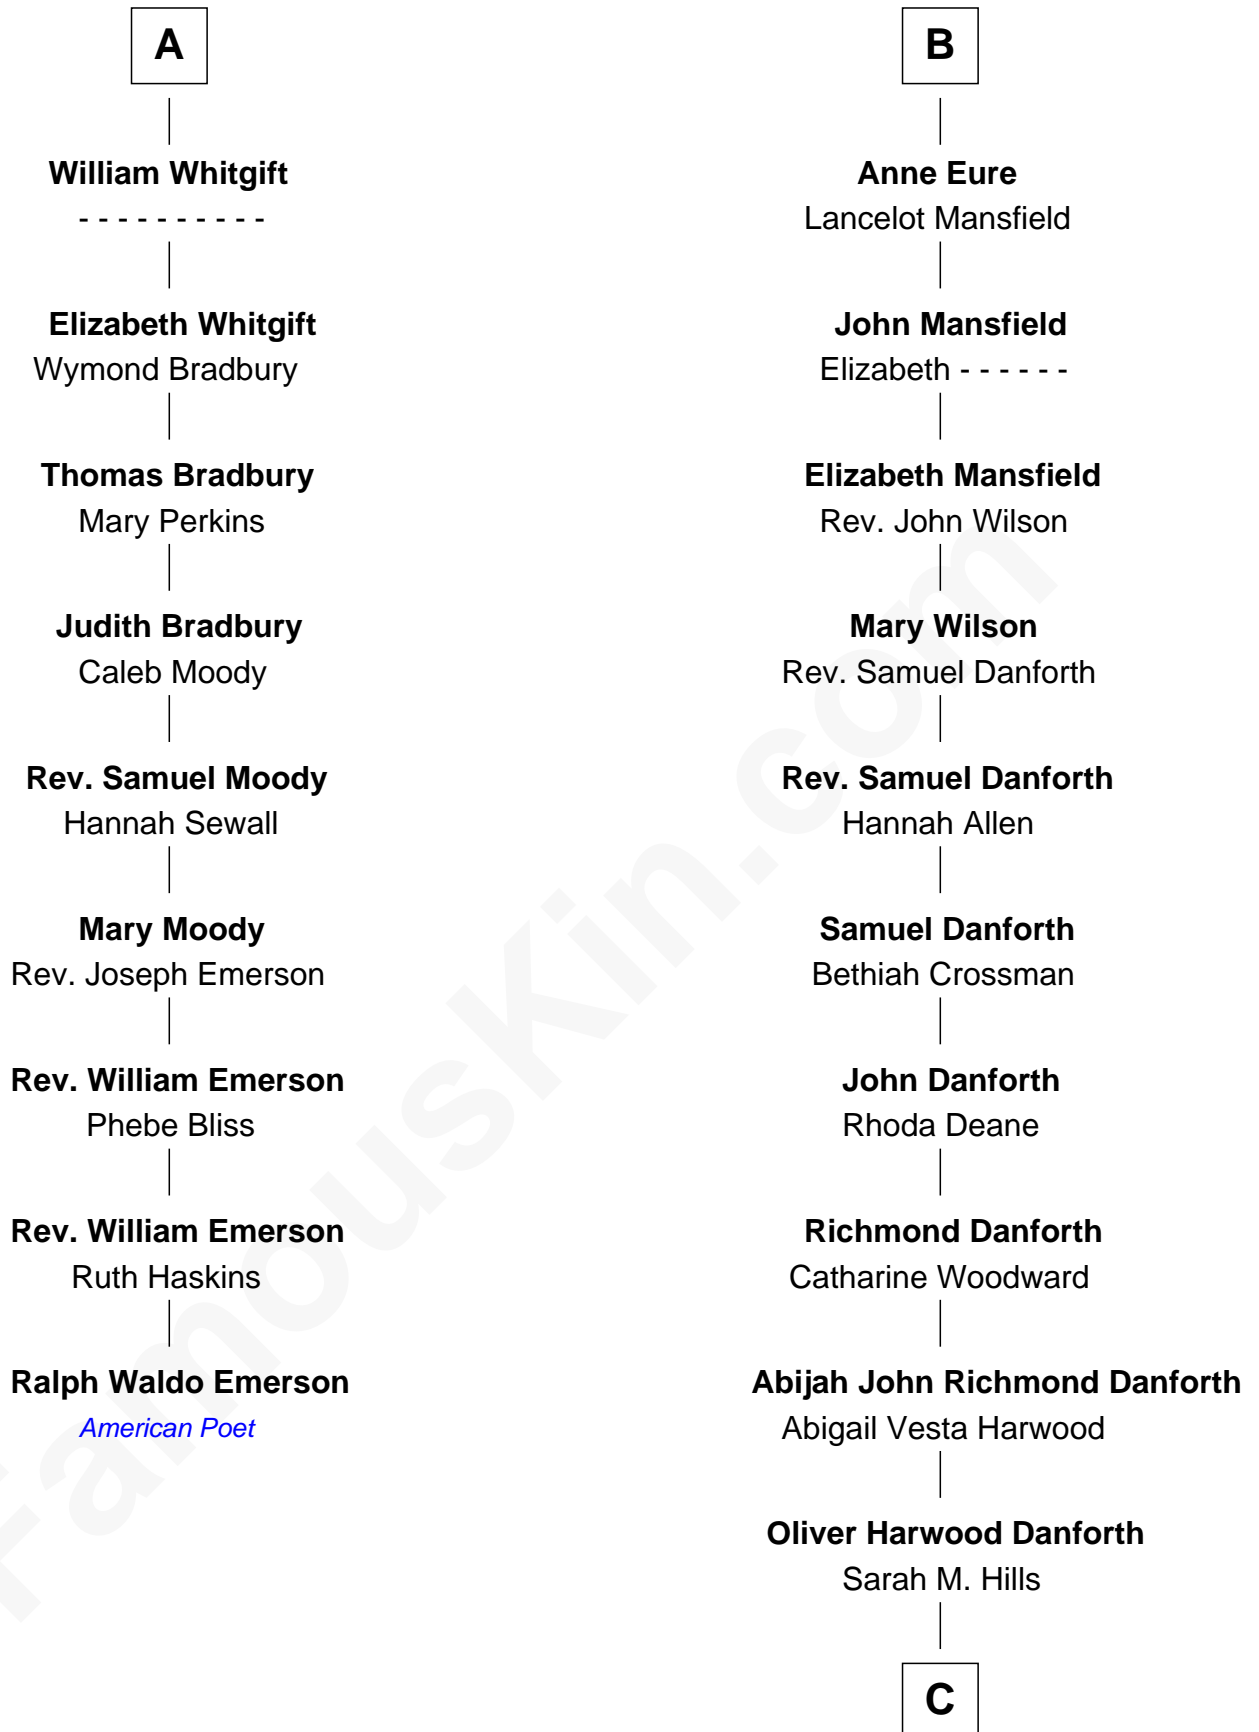 A
William Whitgift
- - - - - - - - - -
Elizabeth Whitgift
Wymond Bradbury
Thomas Bradbury
Mary Perkins
Judith Bradbury
Caleb Moody
Rev. Samuel Moody
Hannah Sewall
Mary Moody
Rev. Joseph Emerson
Rev. William Emerson
Phebe Bliss
Rev. William Emerson
Ruth Haskins
Ralph Waldo Emerson
American Poet
B
Anne Eure
Lancelot Mansfield
John Mansfield
Elizabeth - - - - - -
Elizabeth Mansfield
Rev. John Wilson
Mary Wilson
Rev. Samuel Danforth
Rev. Samuel Danforth
Hannah Allen
Samuel Danforth
Bethiah Crossman
John Danforth
Rhoda Deane
Richmond Danforth
Catharine Woodward
Abijah John Richmond Danforth
Abigail Vesta Harwood
Oliver Harwood Danforth
Sarah M. Hills
C
FamousKin.com